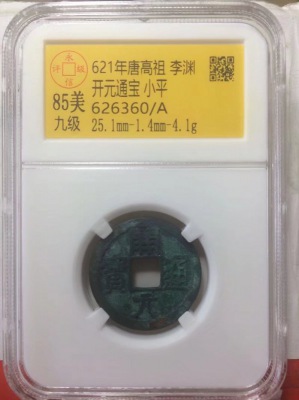 621年唐高祖 李渊
开元通宝 小平
85美 626360/A
九级 25.1mm-1.4mm-4.1g
開元通寳